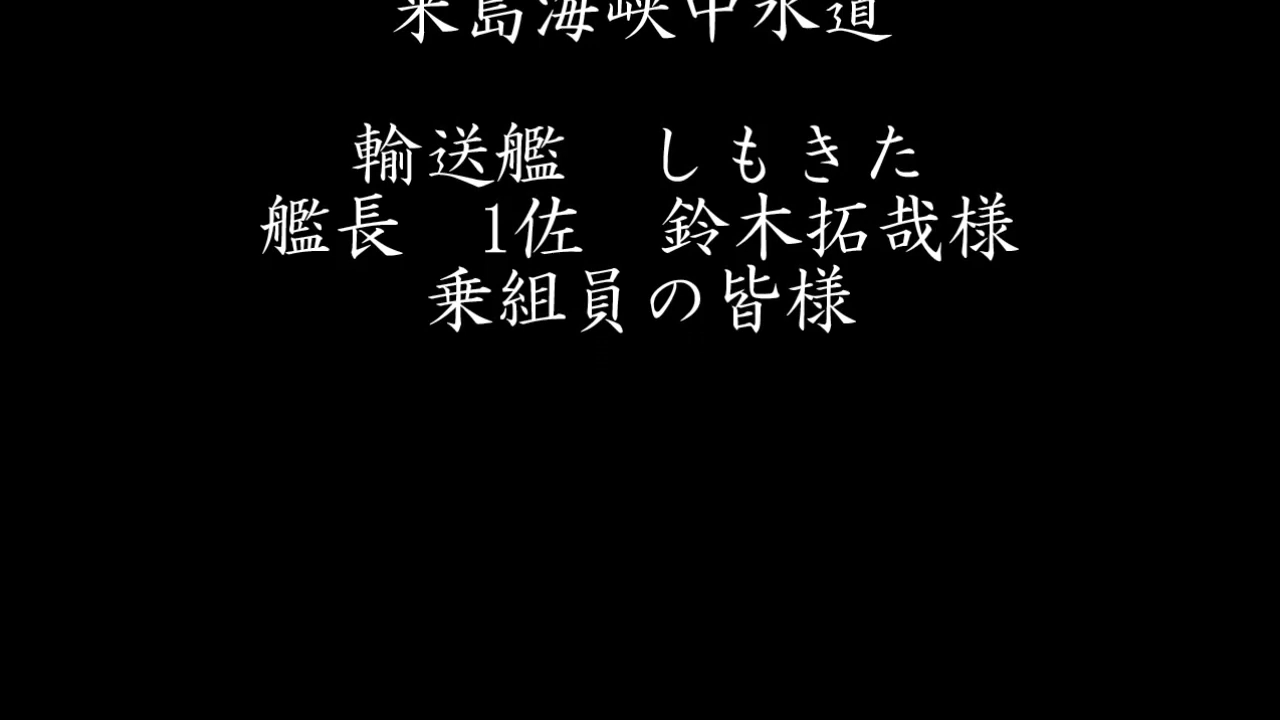 来島海峡中水道
輸送艦　しもきた
艦長　1佐　鈴木拓哉様
乗組員の皆様